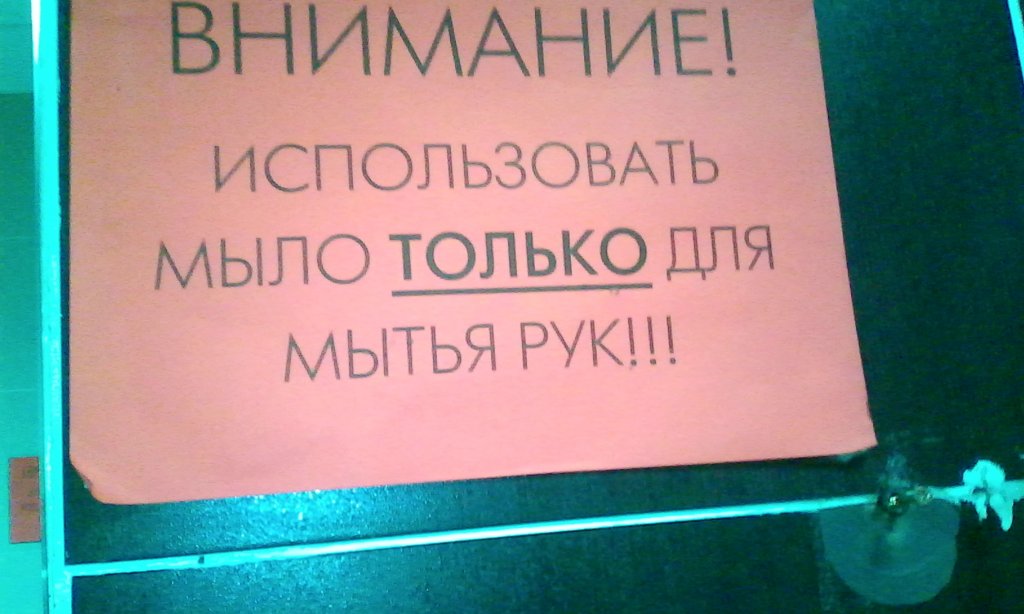 ВНИМАНИЕ!
ИСПОЛЬЗОВАТЬ
МЫЛО ТОЛЬКО ДЛЯ
МЫТЬЯ РУК!!!